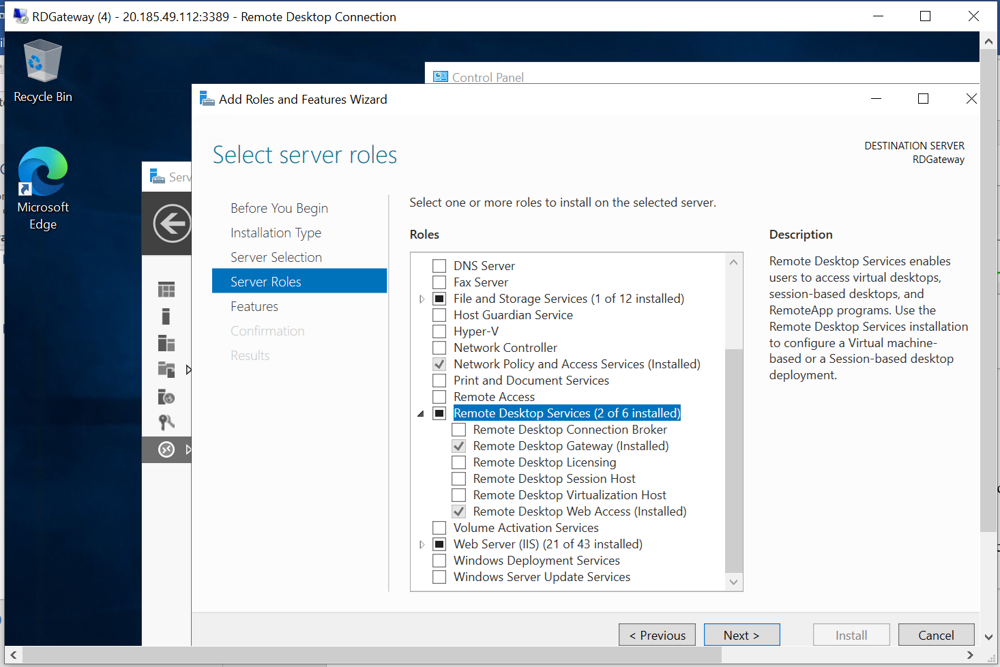 RDGateway (4) - 20.185.49.112:3389 - Remote Desktop Connection
Recycle Bin
Control Panel
Add Roles and Features Wizard
Select server roles
DESTINATION SERVER
RDGateway
Serv
Microsoft
Edge
Before You Begin
Installation Type
Server Selection
Server Roles
Features
Confirmation
Results
Select one or more roles to install on the selected server.
Roles
DNS Server
Fax Server
File and Storage Services (1 of 12 installed)
Host Guardian Service
Hyper-V
Network Controller
Network Policy and Access Services (Installed)
Print and Document Services
Remote Access
Remote Desktop Services (2 of 6 installed)
Remote Desktop Connection Broker
Remote Desktop Gateway (Installed)
Remote Desktop Licensing
Remote Desktop Session Host
Remote Desktop Virtualization Host
Remote Desktop Web Access (Installed)
Volume Activation Services
Web Server (IIS) (21 of 43 installed)
Windows Deployment Services
Windows Server Update Services
Description
Remote Desktop Services enables
users to access virtual desktops,
session-based desktops, and
RemoteApp programs. Use the
Remote Desktop Services installation
to configure a Virtual machine-
based or a Session-based desktop
deployment.
< Previous
Next >
Install
Cancel